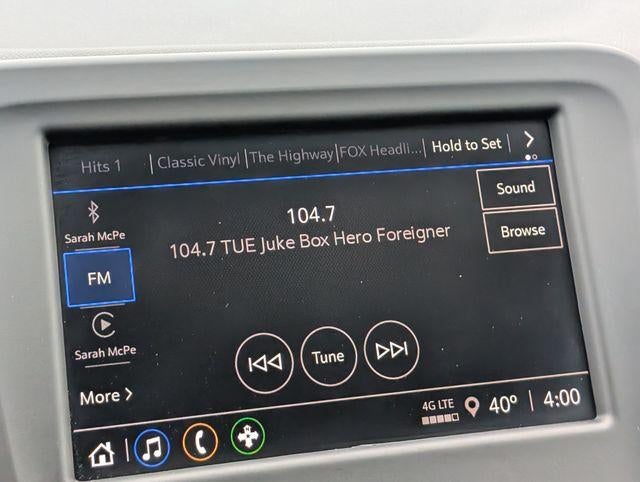 Hits 1 | Classic Vinyl | The Highway | FOX Headli... | Hold to Set
Sound
Sarah McPe
104.7
Browse
104.7 TUE Juke Box Hero Foreigner
FM
Sarah McPe
Tune
More
4G LTE 40° | 4:00